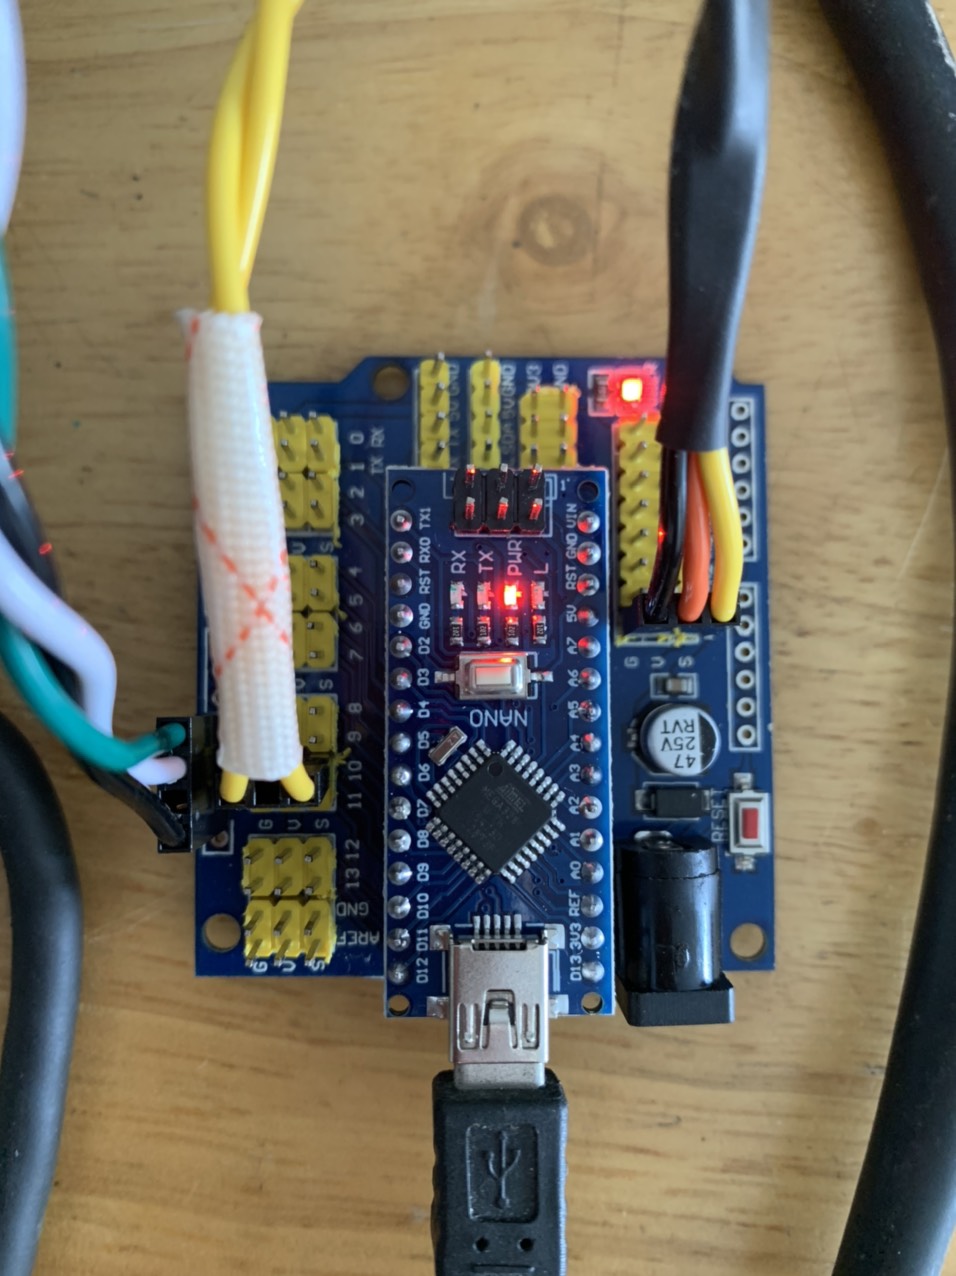 G
V
S
G
V
S
V
S
V
S
AREF
GND
13 12
11 10 9 8
7 6 5 4
3 2 1 0
TX RX
D12 D11 D10 D9 D8 D7 D6 D5 D4 D3 D2 GND RST RX0 TX1
TX 5V GND
RX
TX
PWR
L
NANO
SDA 5V GND
3V3
GND
D13 3V3 REF A0 A1 A2 A3 A4 A5 A6 A7 5V RST GND VIN
G
V
S
47
25V
RVT
RESET